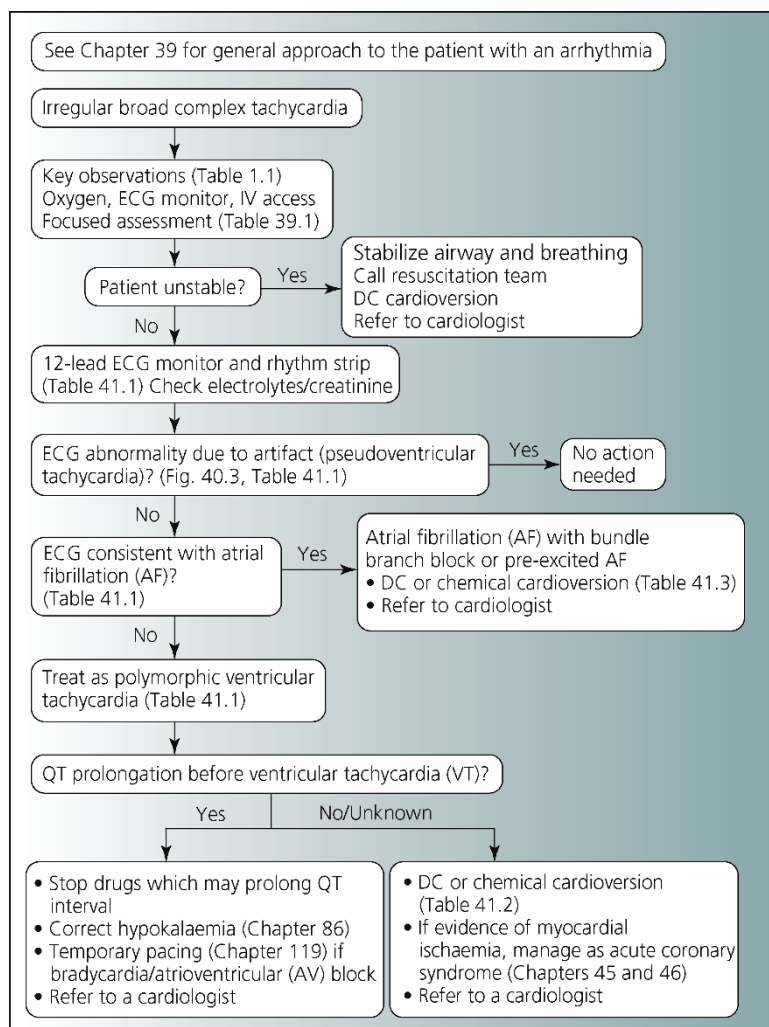 See Chapter 39 for general approach to the patient with an arrhythmia
Irregular broad complex tachycardia
Key observations (Table 1.1)
Oxygen, ECG monitor, IV access
Focused assessment (Table 39.1)
Patient unstable?
Yes
Stabilize airway and breathing
Call resuscitation team
DC cardioversion
Refer to cardiologist
No
12-lead ECG monitor and rhythm strip
(Table 41.1) Check electrolytes/creatinine
ECG abnormality due to artifact (pseudoventricular
tachycardia)? (Fig. 40.3, Table 41.1)
Yes
No action
needed
No
ECG consistent with atrial
fibrillation (AF)?
(Table 41.1)
Yes
Atrial fibrillation (AF) with bundle
branch block or pre-excited AF
• DC or chemical cardioversion (Table 41.3)
• Refer to cardiologist
No
Treat as polymorphic ventricular
tachycardia (Table 41.1)
QT prolongation before ventricular tachycardia (VT)?
Yes
No/Unknown
• Stop drugs which may prolong QT
interval
• Correct hypokalaemia (Chapter 86)
• Temporary pacing (Chapter 119) if
bradycardia/atrioventricular (AV) block
• Refer to a cardiologist
• DC or chemical cardioversion
(Table 41.2)
• If evidence of myocardial
ischaemia, manage as acute coronary
syndrome (Chapters 45 and 46)
• Refer to a cardiologist